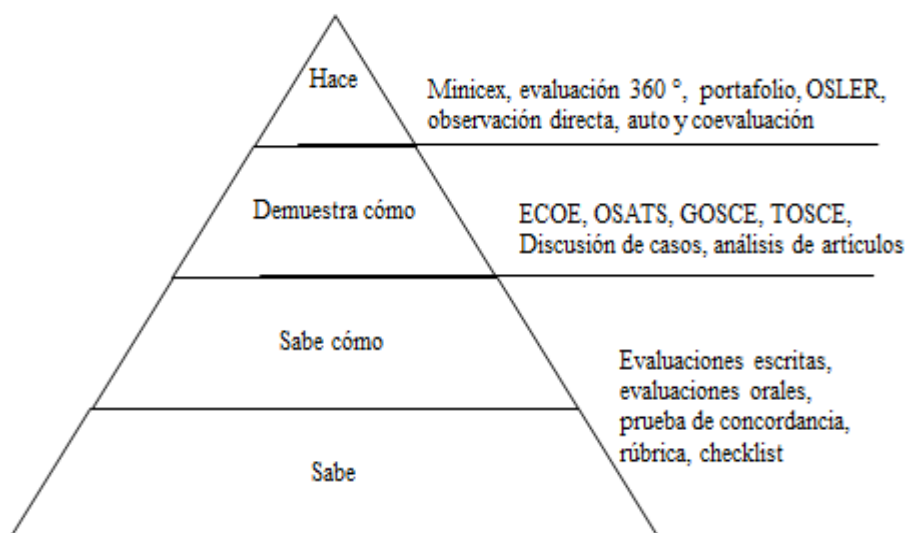 Hace
Minicex, evaluación 360 °, portafolio, OSLER,
observación directa, auto y coevaluación
Demuestra cómo
ECOE, OSATS, GOSCE, TOSCE,
Discusión de casos, análisis de artículos
Sabe cómo
Evaluaciones escritas,
evaluaciones orales,
prueba de concordancia,
rúbrica, checklist
Sabe